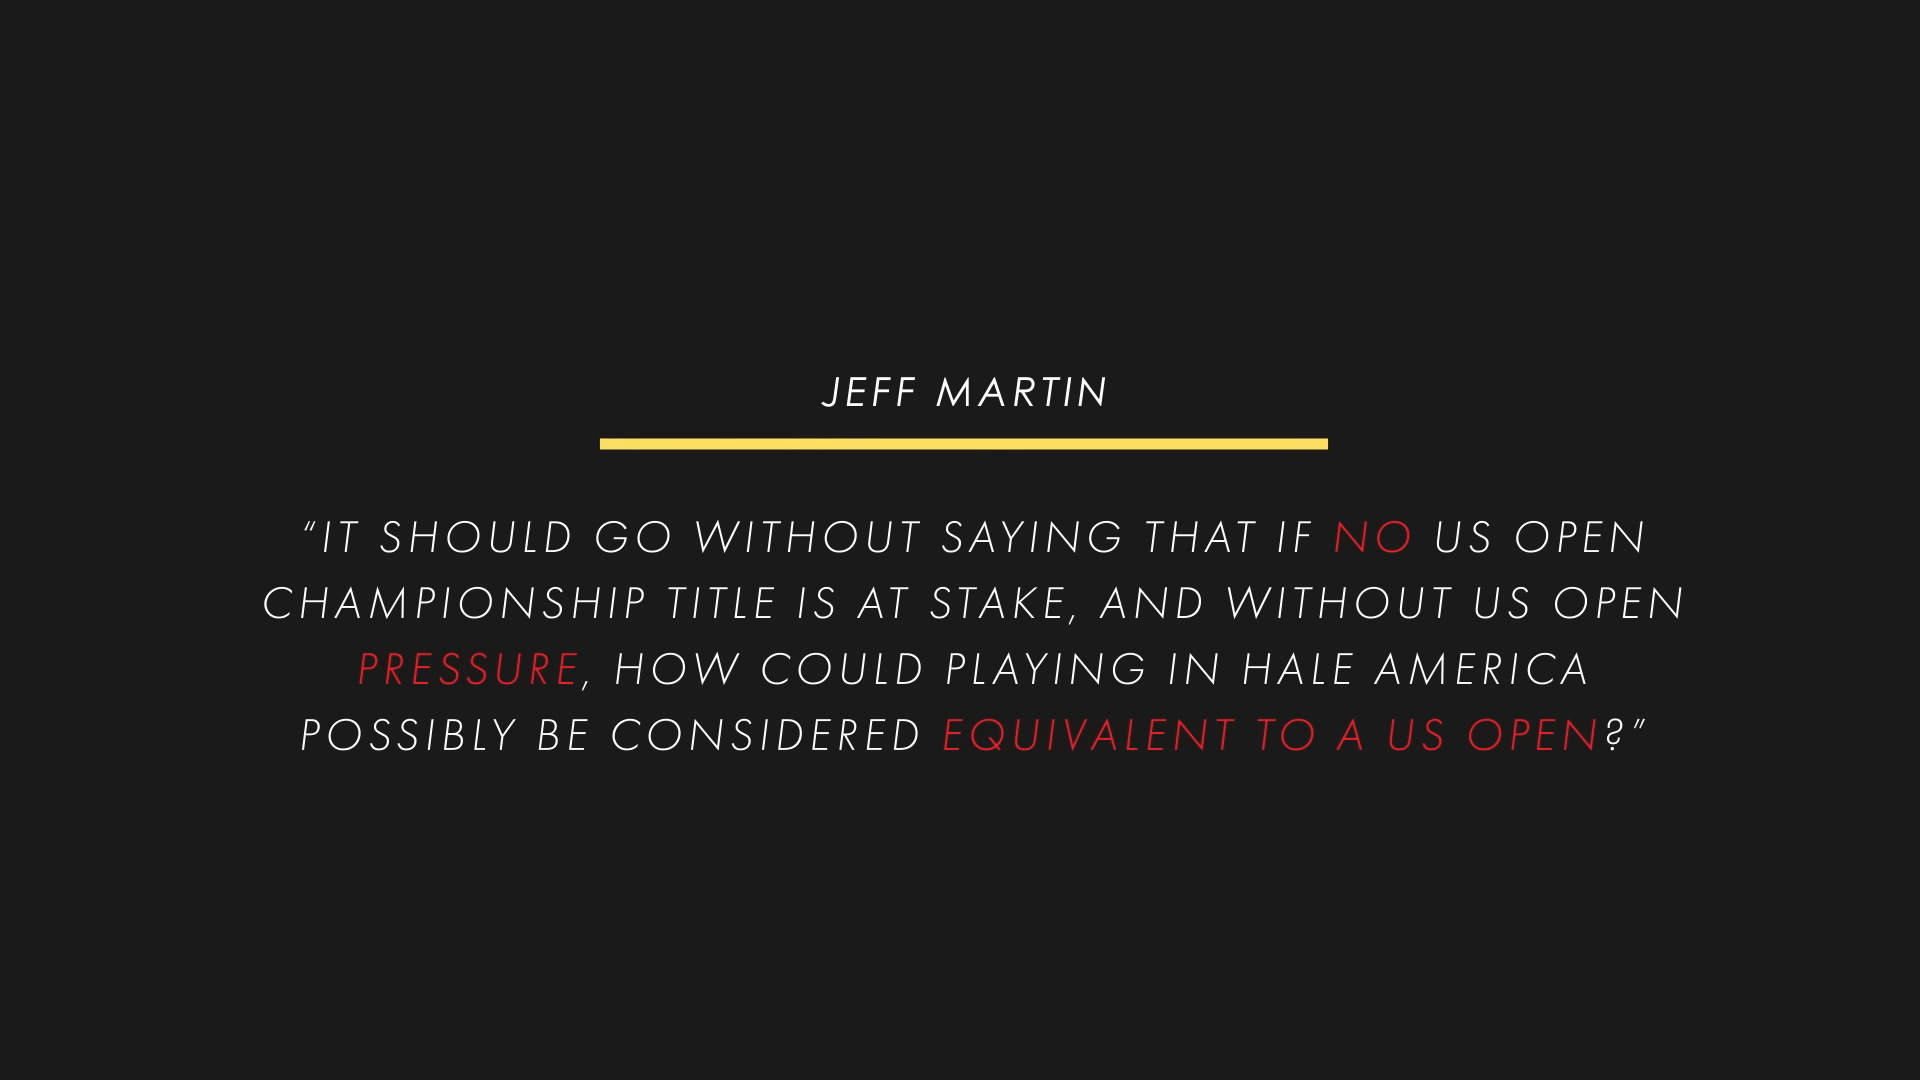 JEFF MARTIN
“IT SHOULD GO WITHOUT SAYING THAT IF NO US OPEN
CHAMPIONSHIP TITLE IS AT STAKE, AND WITHOUT US OPEN
PRESSURE, HOW COULD PLAYING IN HALE AMERICA
POSSIBLY BE CONSIDERED EQUIVALENT TO A US OPEN?”